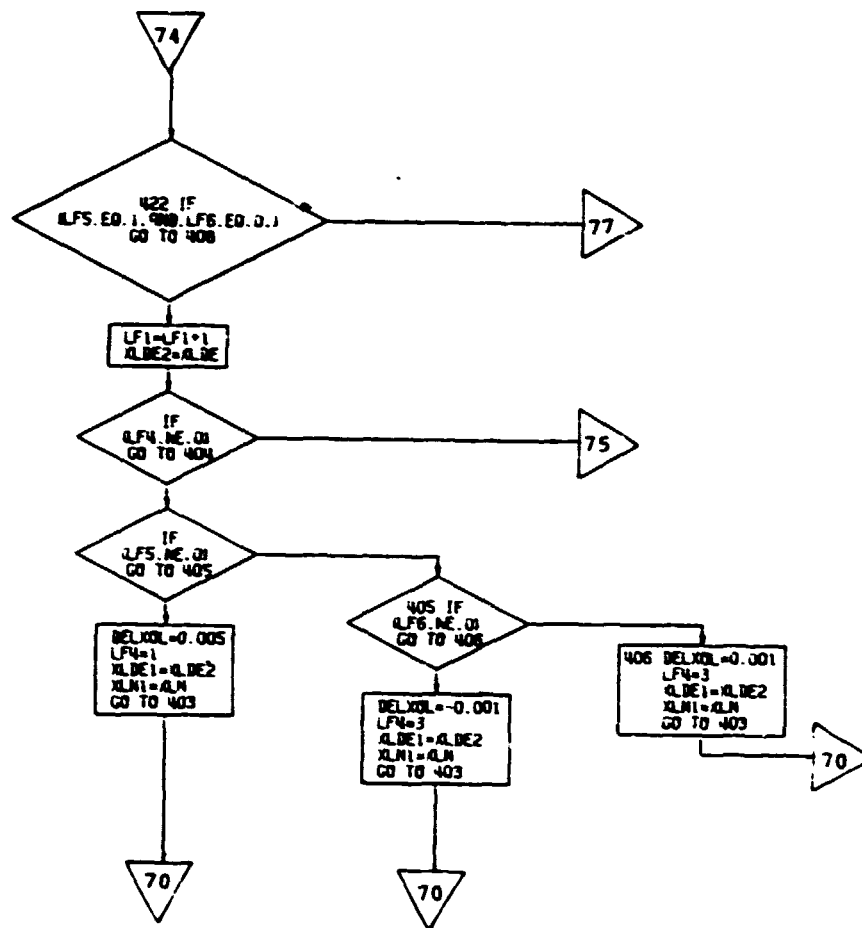 74
422 IF
(LF5.EQ.1.AND.LF6.EQ.0.)
GO TO 408
77
LF1=LF1+1
XLDE2=XLDE
IF
(LF4.NE.0)
GO TO 404
75
IF
(LF5.NE.0)
GO TO 405
405 IF
(LF6.NE.0)
GO TO 406
DELXOL=0.005
LF4=1
XLDE1=XLDE2
XLN1=XLN
GO TO 403
406 DELXOL=0.001
LF4=3
XLDE1=XLDE2
XLN1=XLN
GO TO 403
DELXOL=-0.001
LF4=3
XLDE1=XLDE2
XLN1=XLN
GO TO 403
70
70
70